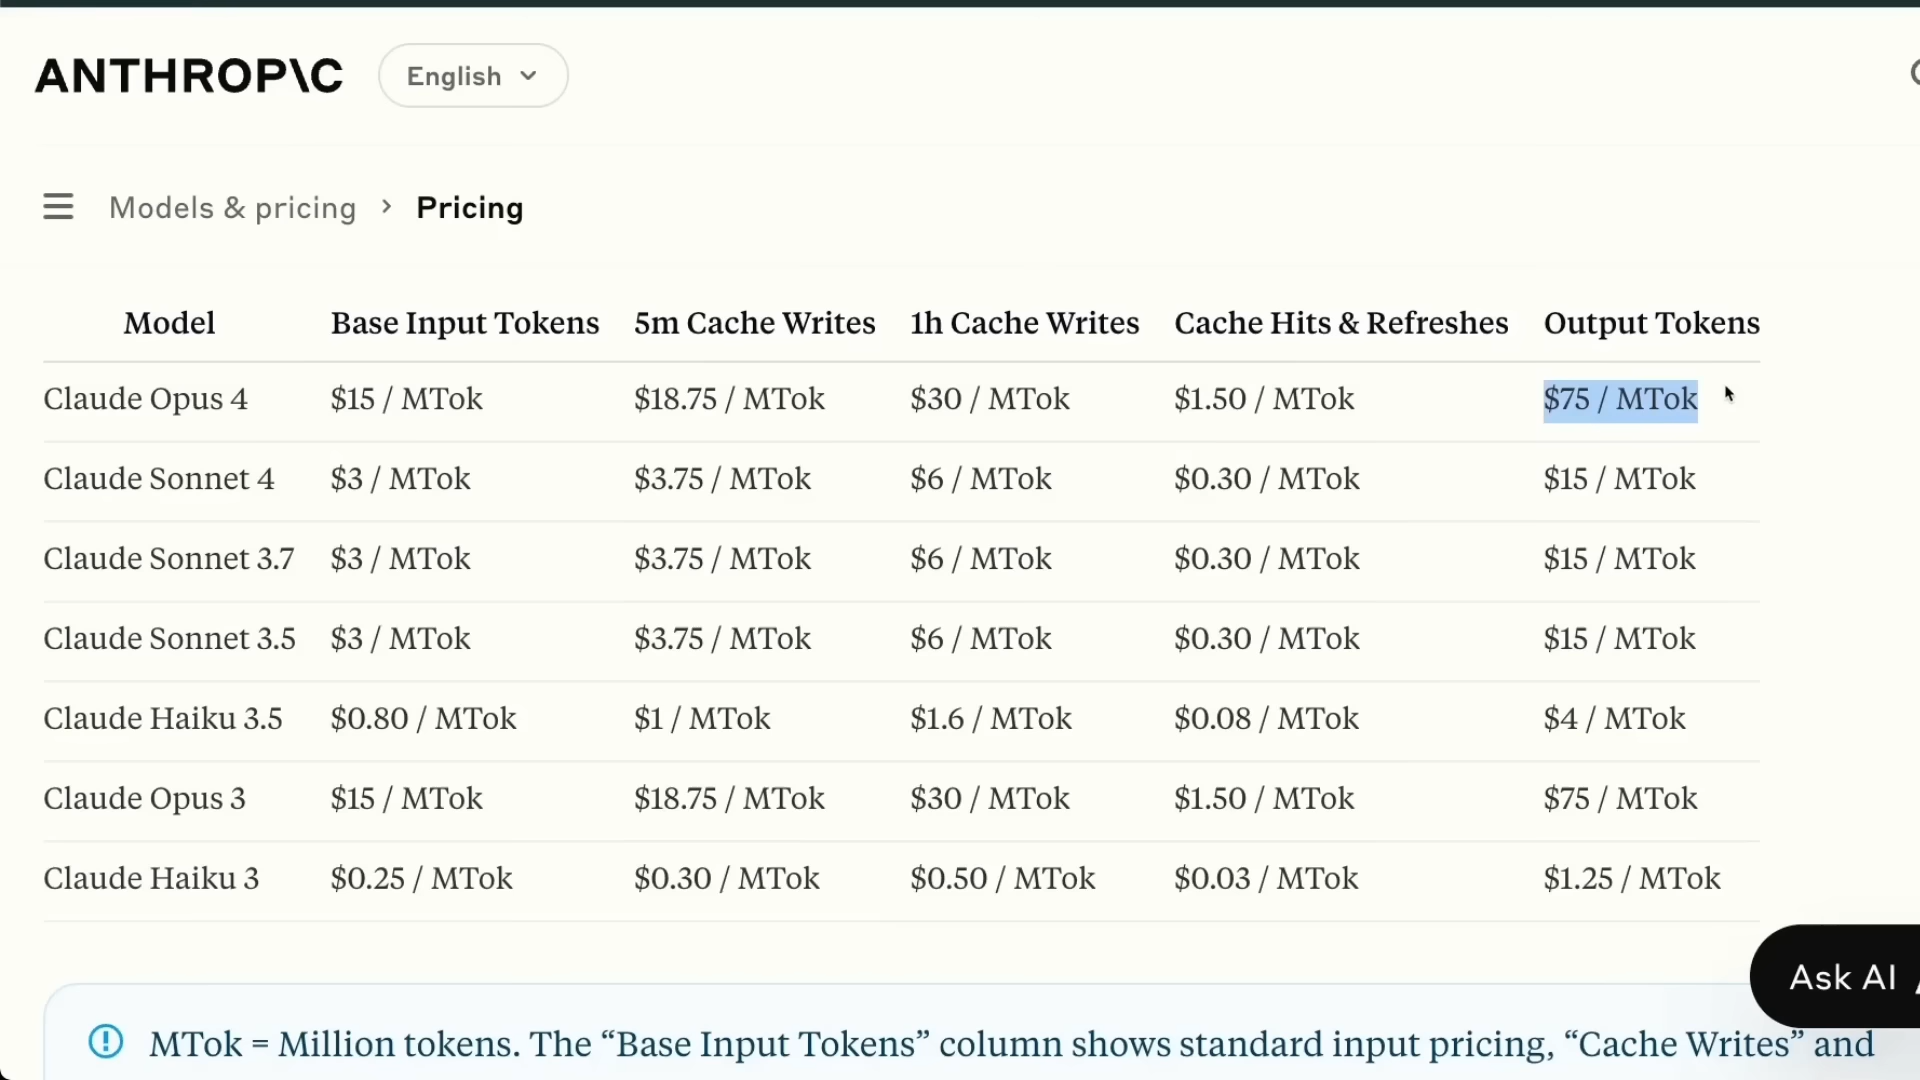 ANTHROP\C English
Models & pricing > Pricing
Model Base Input Tokens 5m Cache Writes 1h Cache Writes Cache Hits & Refreshes Output Tokens
Claude Opus 4 $15 / MTok $18.75 / MTok $30 / MTok $1.50 / MTok $75 / MTok
Claude Sonnet 4 $3 / MTok $3.75 / MTok $6 / MTok $0.30 / MTok $15 / MTok
Claude Sonnet 3.7 $3 / MTok $3.75 / MTok $6 / MTok $0.30 / MTok $15 / MTok
Claude Sonnet 3.5 $3 / MTok $3.75 / MTok $6 / MTok $0.30 / MTok $15 / MTok
Claude Haiku 3.5 $0.80 / MTok $1 / MTok $1.6 / MTok $0.08 / MTok $4 / MTok
Claude Opus 3 $15 / MTok $18.75 / MTok $30 / MTok $1.50 / MTok $75 / MTok
Claude Haiku 3 $0.25 / MTok $0.30 / MTok $0.50 / MTok $0.03 / MTok $1.25 / MTok
Ask AI
MTok = Million tokens. The “Base Input Tokens” column shows standard input pricing, “Cache Writes” and